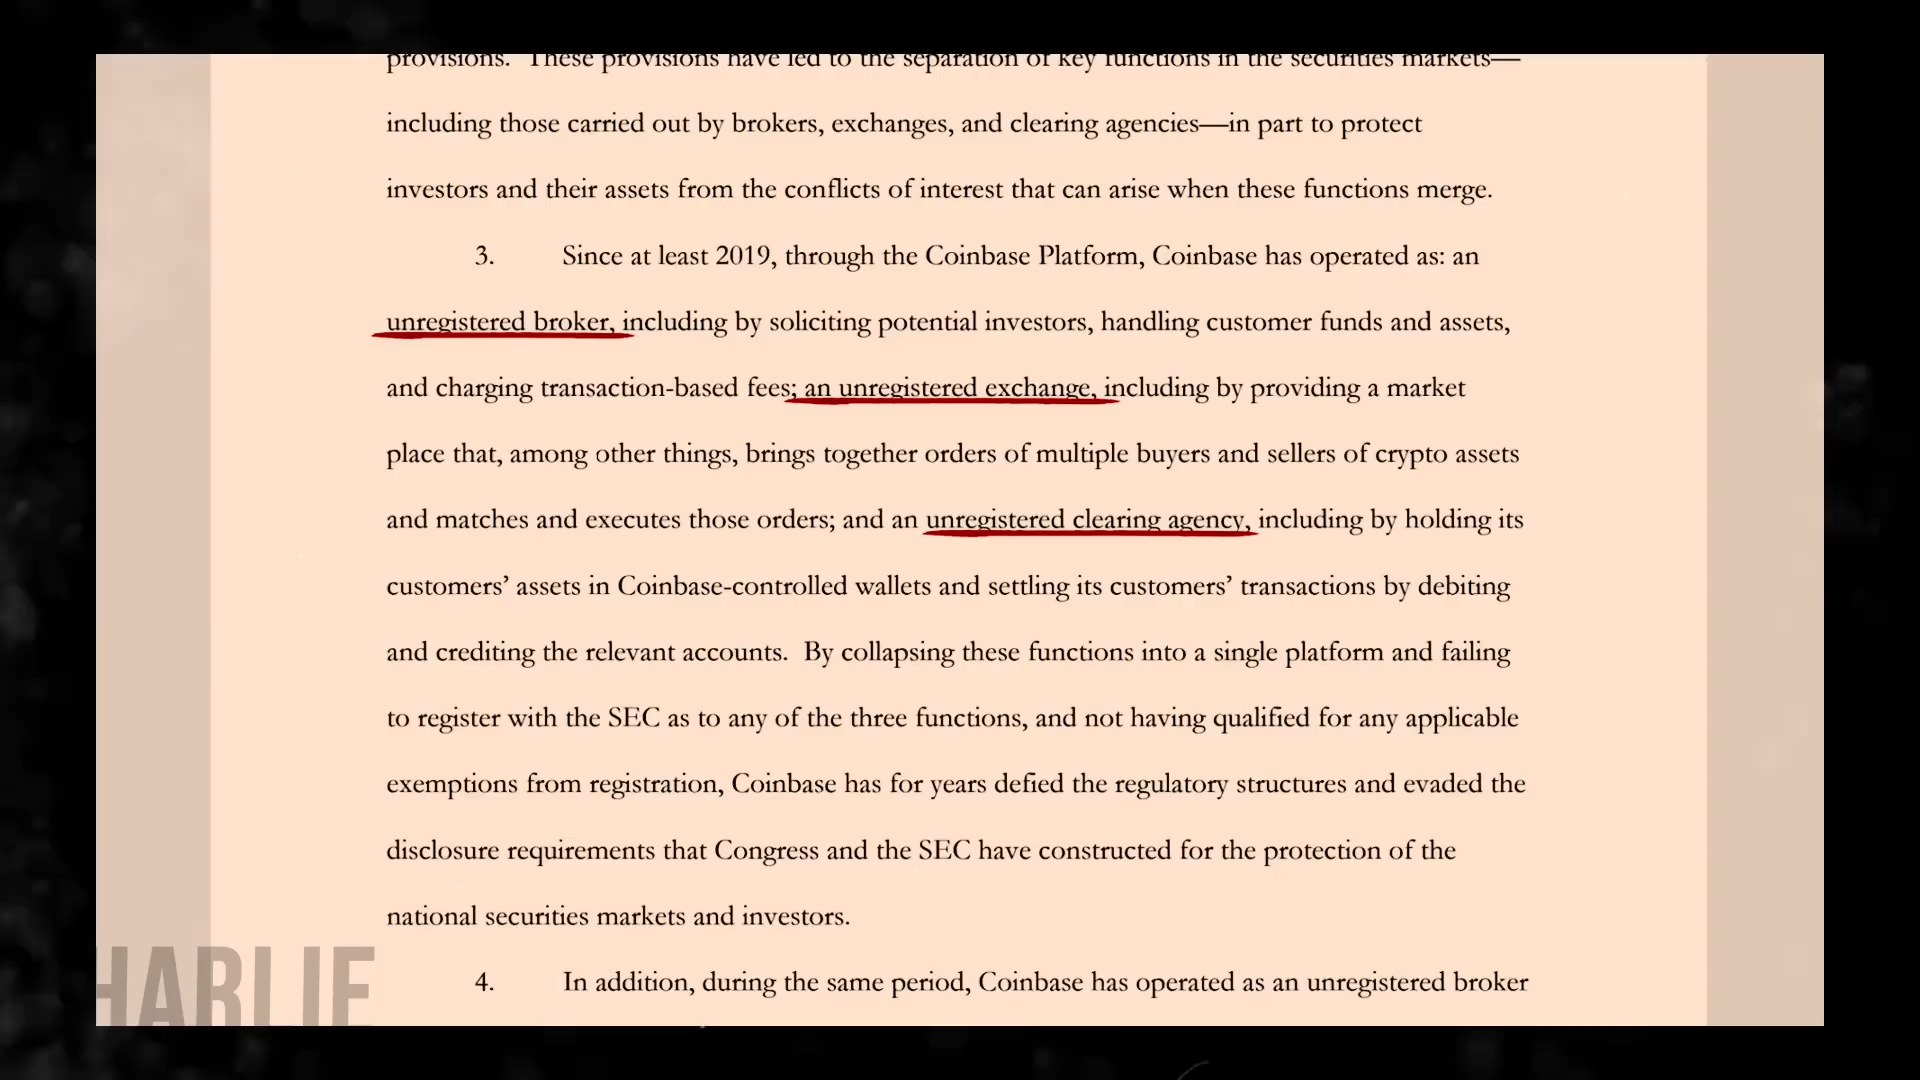 provisions.  These provisions have led to the separation of key functions in the securities markets—
including those carried out by brokers, exchanges, and clearing agencies—in part to protect
investors and their assets from the conflicts of interest that can arise when these functions merge.
3. Since at least 2019, through the Coinbase Platform, Coinbase has operated as: an
unregistered broker, including by soliciting potential investors, handling customer funds and assets,
and charging transaction-based fees; an unregistered exchange, including by providing a market
place that, among other things, brings together orders of multiple buyers and sellers of crypto assets
and matches and executes those orders; and an unregistered clearing agency, including by holding its
customers’ assets in Coinbase-controlled wallets and settling its customers’ transactions by debiting
and crediting the relevant accounts.  By collapsing these functions into a single platform and failing
to register with the SEC as to any of the three functions, and not having qualified for any applicable
exemptions from registration, Coinbase has for years defied the regulatory structures and evaded the
disclosure requirements that Congress and the SEC have constructed for the protection of the
national securities markets and investors.
4. In addition, during the same period, Coinbase has operated as an unregistered broker
HARLIE